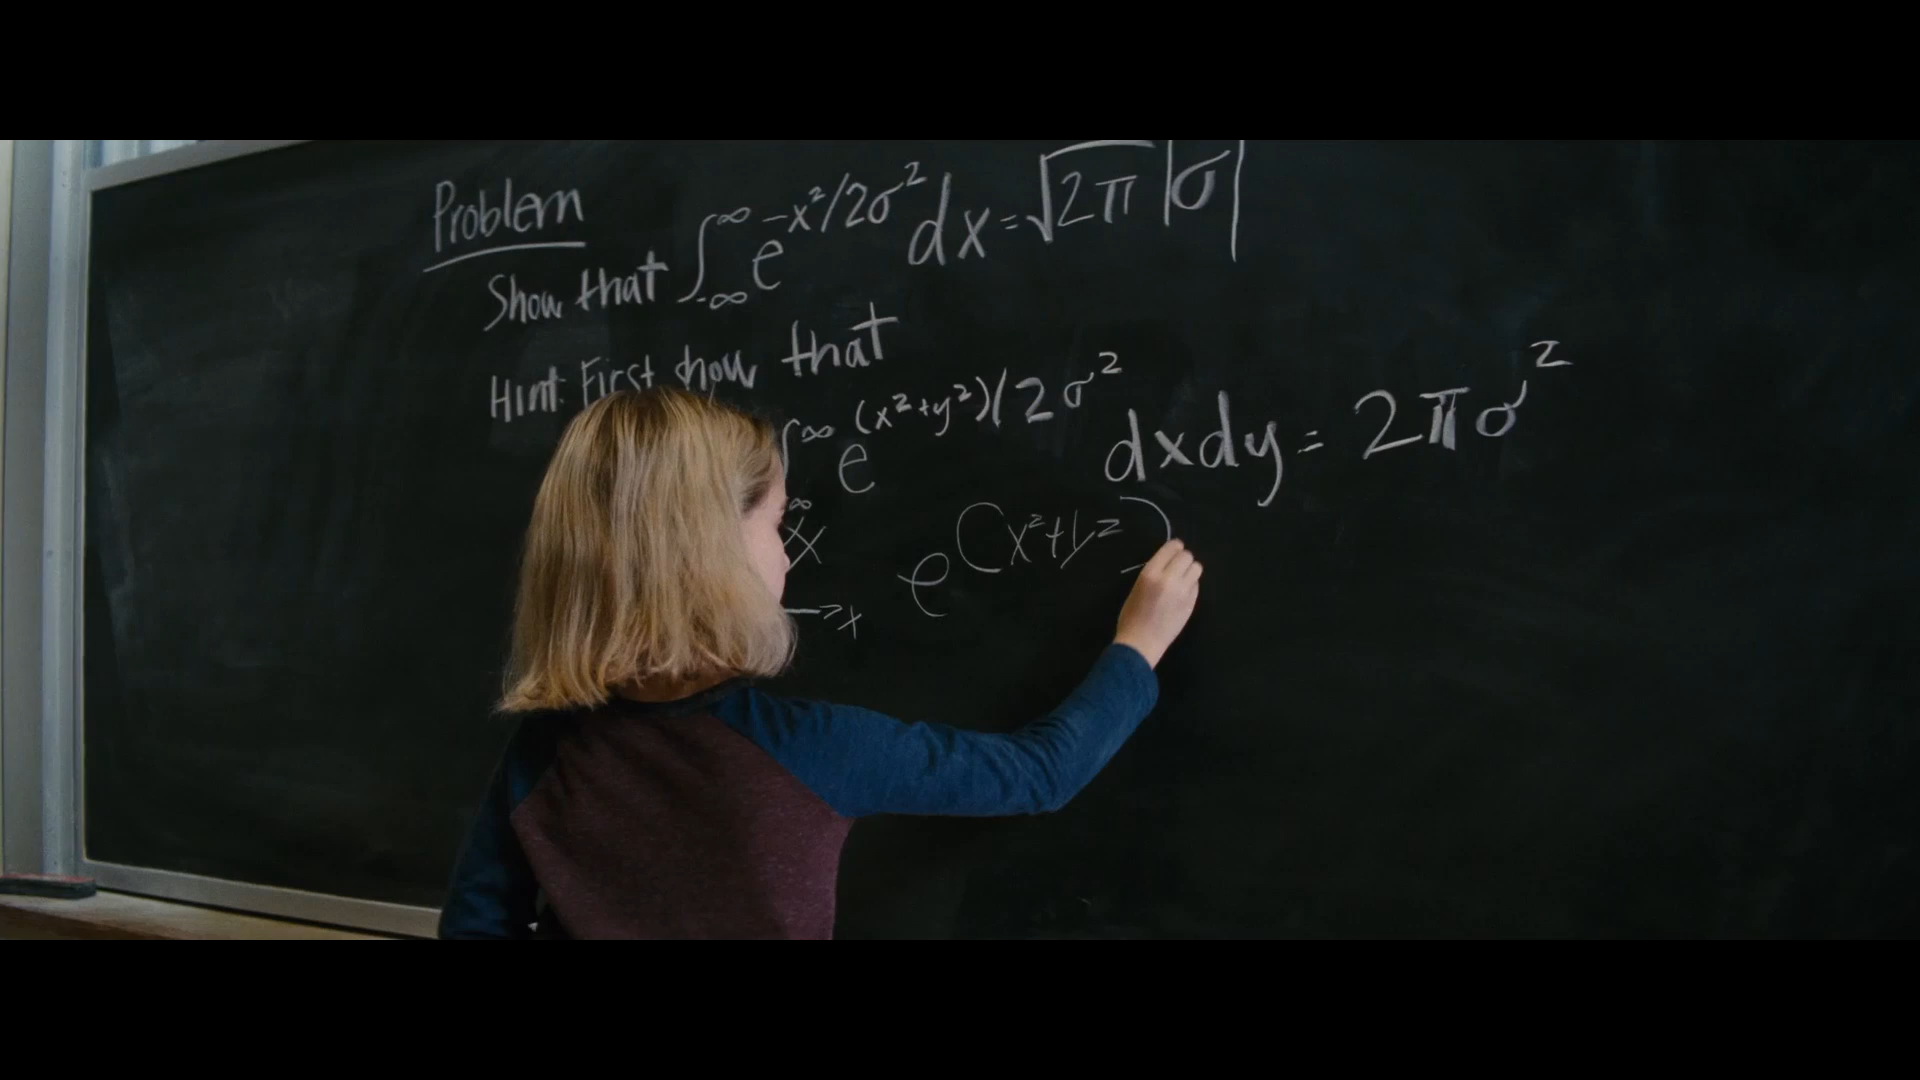 Problem
Show that ∫_{-∞}^{∞} e^{-x²/2σ²} dx = √2π |σ|
Hint: First show that
∫^{∞} e^{(x²+y²)/2σ²} dxdy = 2πσ²
∞
x
→x e^{(x²+y²)}